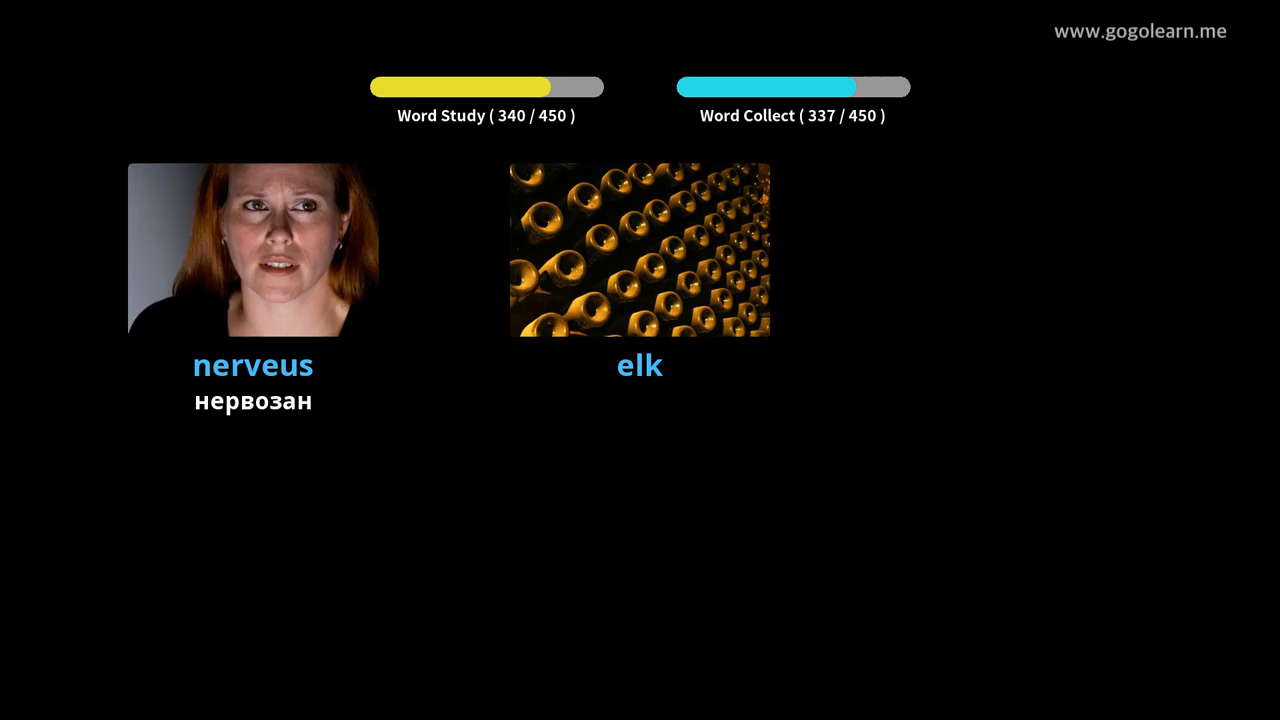 www.gogolearn.me
Word Study ( 340 / 450 )
Word Collect ( 337 / 450 )
nerveus
elk
нервозан